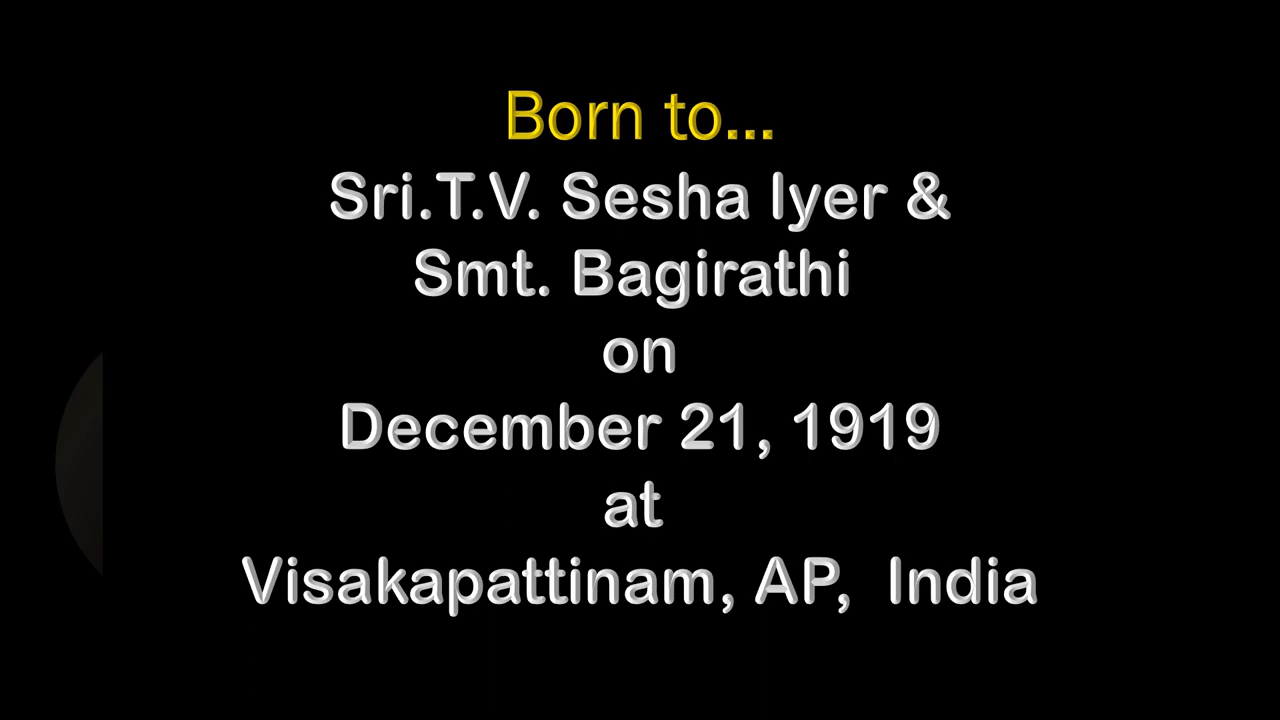 Born to...
Sri.T.V. Sesha Iyer &
Smt. Bagirathi
on
December 21, 1919
at
Visakapattinam, AP, India